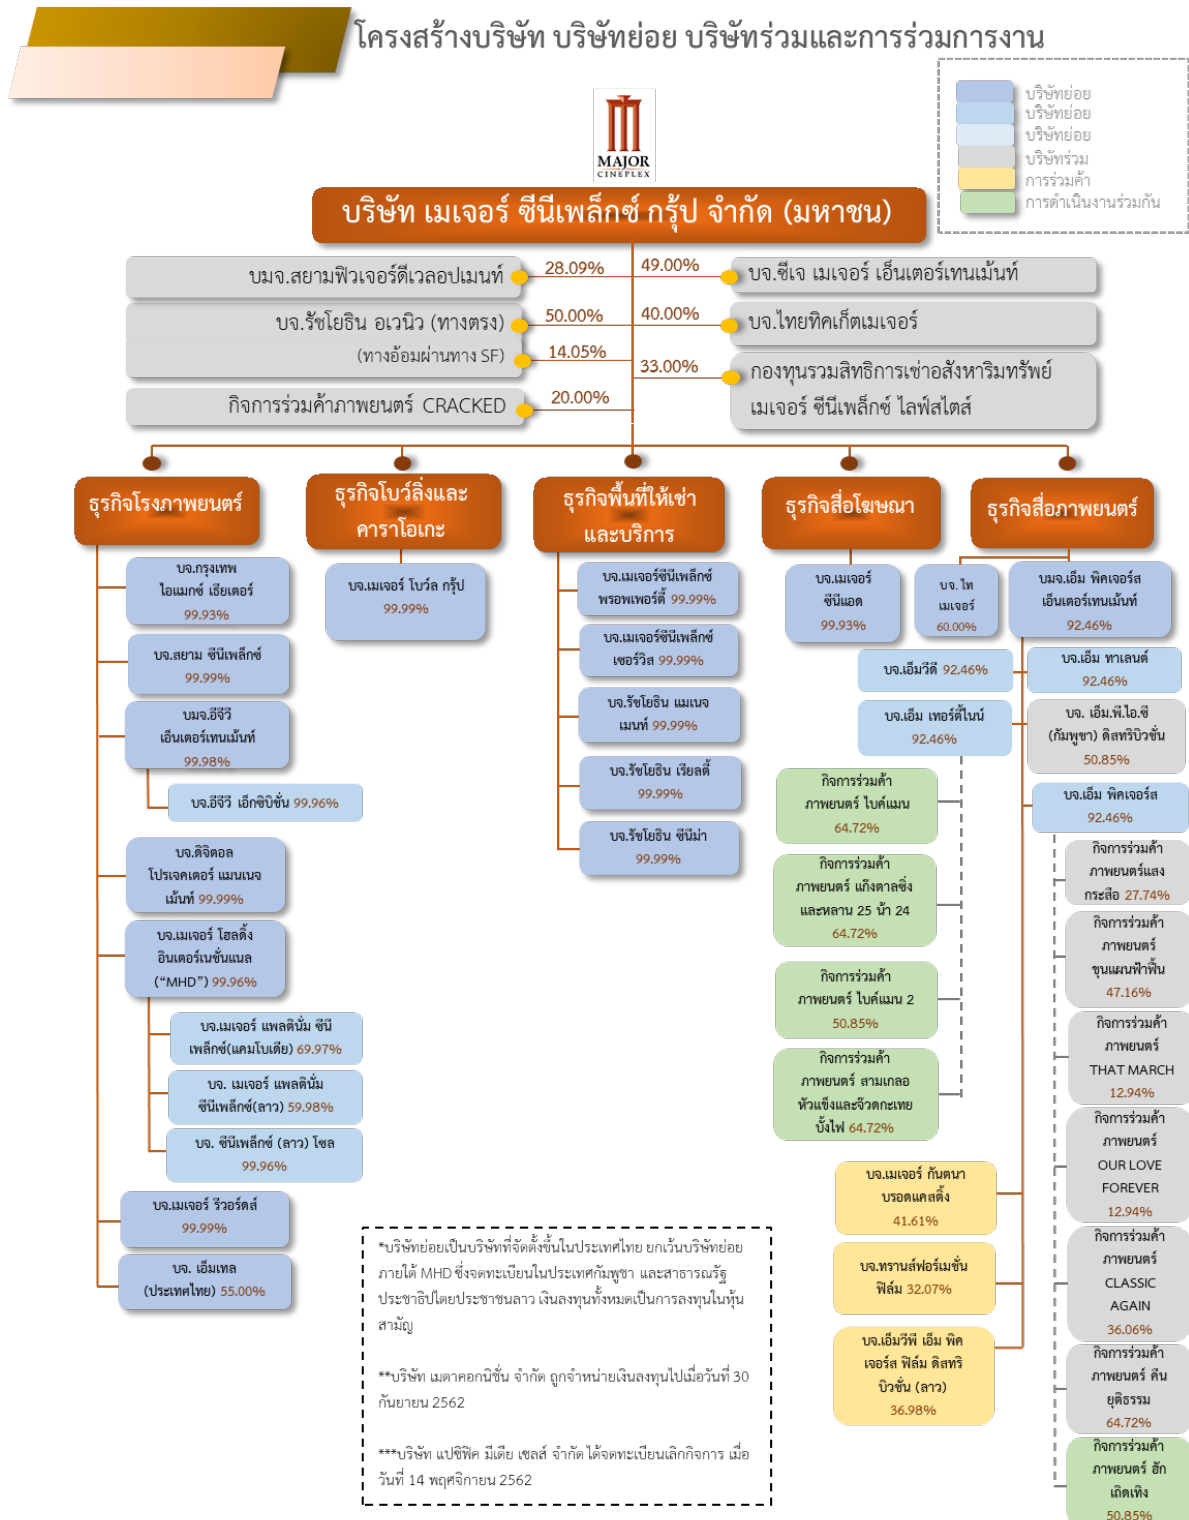 โครงสร้างบริษัท บริษัทย่อย บริษัทร่วมและการร่วมการงาน
บริษัทย่อย
บริษัทย่อย
บริษัทย่อย
บริษัทร่วม
การร่วมค้า
การดำเนินงานร่วมกัน
MAJOR
CINEPLEX
บริษัท เมเจอร์ ซีนีเพล็กซ์ กรุ้ป จำกัด (มหาชน)
บมจ.สยามฟิวเจอร์ดีเวลอปเมนท์ 28.09%
49.00% บจ.ซีเจ เมเจอร์ เอ็นเตอร์เทนเม้นท์
บจ.รัชโยธิน อเวนิว (ทางตรง) 50.00%
40.00% บจ.ไทยทิคเก็ตเมเจอร์
(ทางอ้อมผ่านทาง SF) 14.05%
33.00% กองทุนรวมสิทธิการเช่าอสังหาริมทรัพย์
เมเจอร์ ซีนีเพล็กซ์ ไลฟ์สไตส์
กิจการร่วมค้าภาพยนตร์ CRACKED 20.00%
ธุรกิจโรงภาพยนตร์
บจ.กรุงเทพ
ไอแมกซ์ เธียเตอร์
99.93%
บจ.สยาม ซีนีเพล็กซ์
99.99%
บมจ.อีจีวี
เอ็นเตอร์เทนเม้นท์
99.98%
บจ.อีจีวี เอ็กซิบิชั่น 99.96%
บจ.ดิจิตอล
โปรเจคเตอร์ แมนเนจ
เม้นท์ 99.99%
บจ.เมเจอร์ โฮลดิ้ง
อินเตอร์เนชั่นแนล
(“MHD”) 99.96%
บจ.เมเจอร์ แพลตินั่ม ซีนี
เพล็กซ์(แคมโบเดีย) 69.97%
บจ. เมเจอร์ แพลตินั่ม
ซีนีเพล็กซ์(ลาว) 59.98%
บจ. ซีนีเพล็กซ์ (ลาว) โซล
99.96%
บจ.เมเจอร์ รีวอร์ดส์
99.99%
บจ. เอ็มเทล
(ประเทศไทย) 55.00%
ธุรกิจโบว์ลิ่งและ
คาราโอเกะ
บจ.เมเจอร์ โบว์ล กรุ้ป
99.99%
ธุรกิจพื้นที่ให้เช่า
และบริการ
บจ.เมเจอร์ซีนีเพล็กซ์
พรอพเพอร์ตี้ 99.99%
บจ.เมเจอร์ซีนีเพล็กซ์
เซอร์วิส 99.99%
บจ.รัชโยธิน แมเนจ
เมนท์ 99.99%
บจ.รัชโยธิน เรียลตี้
99.99%
บจ.รัชโยธิน ซีนีม่า
99.99%
ธุรกิจสื่อโฆษณา
บจ.เมเจอร์
ซีนีแอด
99.93%
ธุรกิจสื่อภาพยนตร์
บจ. ไท
เมเจอร์
60.00%
บมจ.เอ็ม พิคเจอร์ส
เอ็นเตอร์เทนเม้นท์
92.46%
บจ.เอ็มวีดี 92.46%
บจ.เอ็ม ทาเลนต์
92.46%
บจ.เอ็ม เทอร์ตี้ไนน์
92.46%
บจ. เอ็ม.พี.ไอ.ซี
(กัมพูชา) ดิสทริบิวชั่น
50.85%
บจ.เอ็ม พิคเจอร์ส
92.46%
กิจการร่วมค้า
ภาพยนตร์ ไบค์แมน
64.72%
กิจการร่วมค้า
ภาพยนตร์ แก๊งตาลซิ่ง
และหลาน 25 น้า 24
64.72%
กิจการร่วมค้า
ภาพยนตร์ ไบค์แมน 2
50.85%
กิจการร่วมค้า
ภาพยนตร์ สามเกลอ
หัวแข็งและจ๊วดกะเทย
บั้งไฟ 64.72%
กิจการร่วมค้า
ภาพยนตร์แสง
กระสือ 27.74%
กิจการร่วมค้า
ภาพยนตร์
ขุนแผนฟ้าฟื้น
47.16%
กิจการร่วมค้า
ภาพยนตร์
THAT MARCH
12.94%
กิจการร่วมค้า
ภาพยนตร์
OUR LOVE
FOREVER
12.94%
กิจการร่วมค้า
ภาพยนตร์
CLASSIC
AGAIN
36.06%
กิจการร่วมค้า
ภาพยนตร์ คืน
ยุติธรรม
64.72%
กิจการร่วมค้า
ภาพยนตร์ ฮัก
เถิดเทิง
50.85%
บจ.เมเจอร์ กันตนา
บรอดแคสติ้ง
41.61%
บจ.ทรานส์ฟอร์เมชั่น
ฟิล์ม 32.07%
บจ.เอ็มวีพี เอ็ม พิค
เจอร์ส ฟิล์ม ดิสทริ
บิวชั่น (ลาว)
36.98%
*บริษัทย่อยเป็นบริษัทที่จัดตั้งขึ้นในประเทศไทย ยกเว้นบริษัทย่อย
ภายใต้ MHD ซึ่งจดทะเบียนในประเทศกัมพูชา และสาธารณรัฐ
ประชาธิปไตยประชาชนลาว เงินลงทุนทั้งหมดเป็นการลงทุนในหุ้น
สามัญ
**บริษัท เมตาคอกนิชั่น จำกัด ถูกจำหน่ายเงินลงทุนไปเมื่อวันที่ 30
กันยายน 2562
***บริษัท แปซิฟิค มีเดีย เซลส์ จำกัด ได้จดทะเบียนเลิกกิจการ เมื่อ
วันที่ 14 พฤศจิกายน 2562